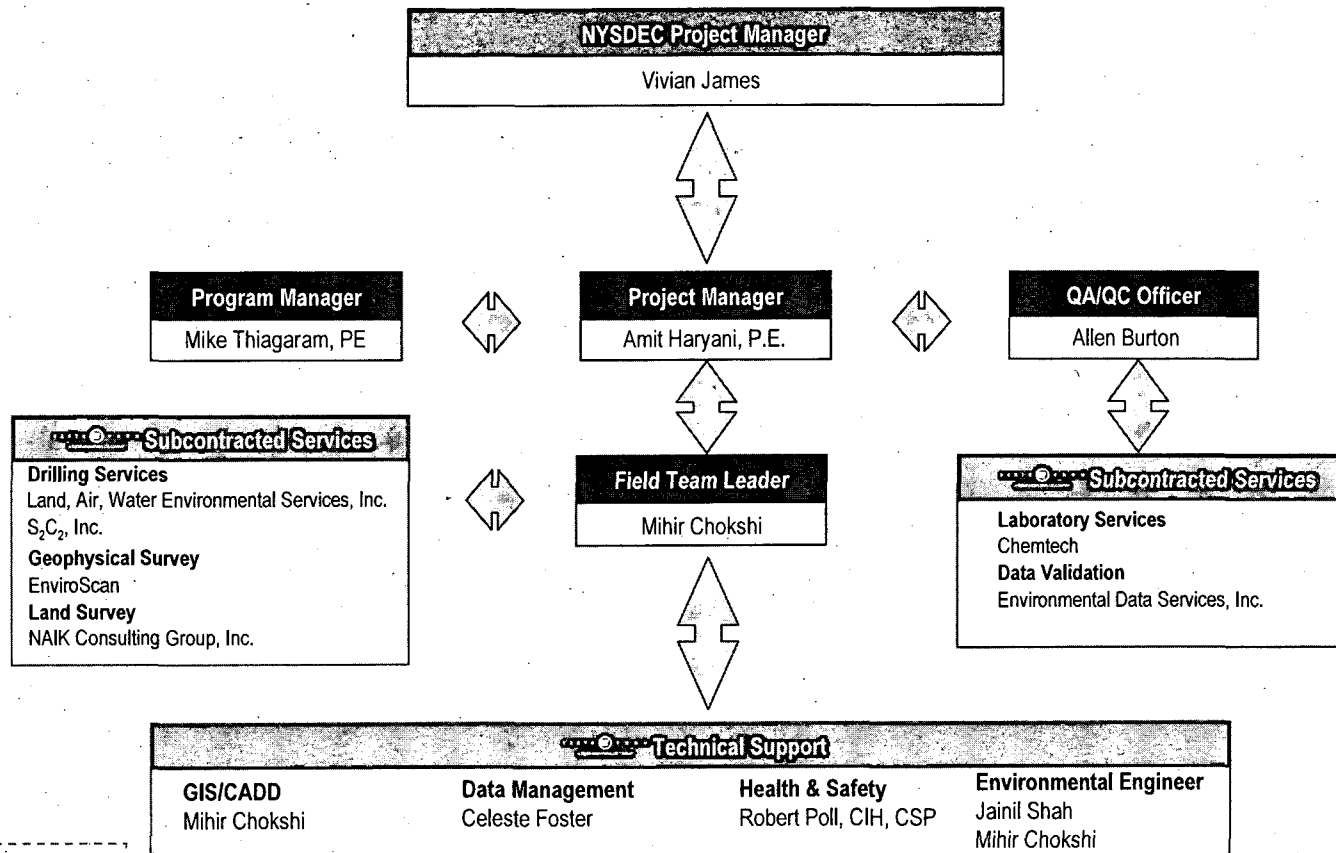 NYSDEC Project Manager
Vivian James
Program Manager
Mike Thiagaram, PE
Project Manager
Amit Haryani, P.E.
QA/QC Officer
Allen Burton
Subcontracted Services
Drilling Services
Land, Air, Water Environmental Services, Inc.
S₂C₂, Inc.
Geophysical Survey
EnviroScan
Land Survey
NAIK Consulting Group, Inc.
Field Team Leader
Mihir Chokshi
Subcontracted Services
Laboratory Services
Chemtech
Data Validation
Environmental Data Services, Inc.
Technical Support
GIS/CADD
Mihir Chokshi
Data Management
Celeste Foster
Health & Safety
Robert Poll, CIH, CSP
Environmental Engineer
Jainil Shah
Mihir Chokshi